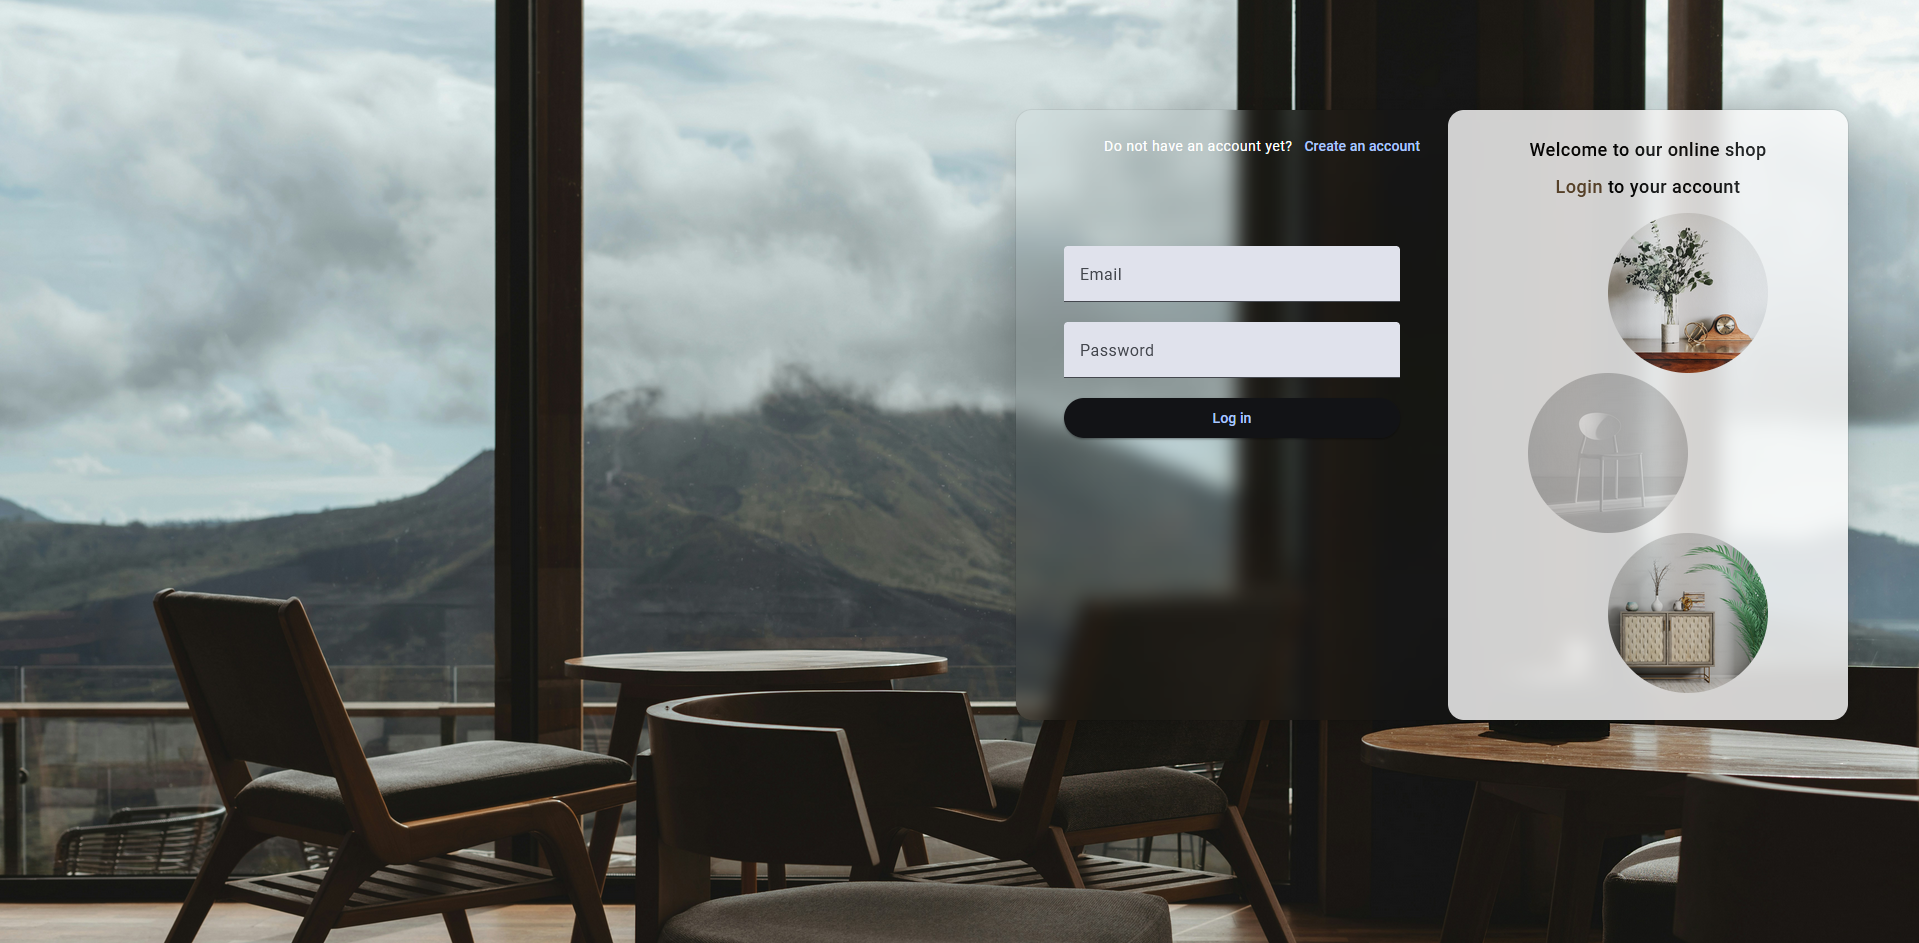 Do not have an account yet? Create an account
Email
Password
Log in
Welcome to our online shop
Login to your account